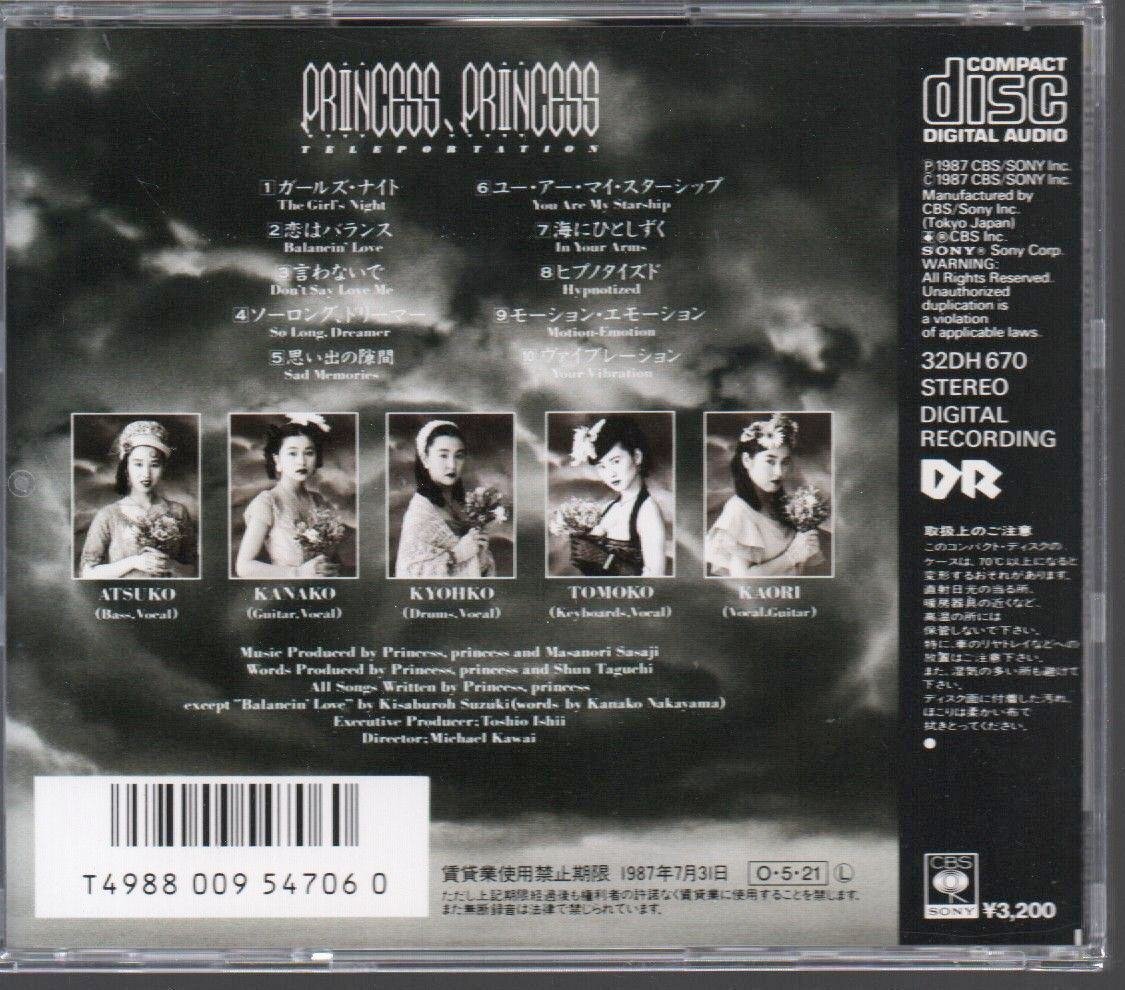 PRINCESS, PRINCESS
TELEPORTATION
1 ガールズ・ナイト
The Girl's Night
2 恋はバランス
Balancin' Love
3 言わないで
Don't Say Love Me
4 ソーロング、ドリーマー
So Long, Dreamer
5 思い出の隙間
Sad Memories
6 ユー・アー・マイ・スターシップ
You Are My Starship
7 海にひとしずく
In Your Arms
8 ヒプノタイズド
Hypnotized
9 モーション・エモーション
Motion-Emotion
10 ヴァイブレーション
Your Vibration
ATSUKO
(Bass, Vocal)
KANAKO
(Guitar, Vocal)
KYOHKO
(Drums, Vocal)
TOMOKO
(Keyboards, Vocal)
KAORI
(Vocal, Guitar)
Music Produced by Princess, princess and Masanori Sasaji
Words Produced by Princess, princess and Shun Taguchi
All Songs Written by Princess, princess
except "Balancin' Love" by Kisaburoh Suzuki(words by Kanako Nakayama)
Executive Producer; Toshio Ishii
Director; Michael Kawai
T4988 009 54706 0
賃貸業使用禁止期限 1987年7月31日 O・5・21 Ⓛ
ただし上記期限経過後も権利者の許諾なく賃貸業に使用することを禁じます.
また無断録音は法律で禁じられています.
COMPACT
disc
DIGITAL AUDIO
Ⓟ1987 CBS/SONY Inc.
Ⓒ1987 CBS/SONY Inc.
Manufactured by
CBS/Sony Inc.
(Tokyo Japan)
®CBS Inc.
SONY® Sony Corp.
WARNING:
All Rights Reserved.
Unauthorized
duplication is
a violation
of applicable laws.
32DH 670
STEREO
DIGITAL
RECORDING
DR
取扱上のご注意
このコンパクト・ディスクの
ケースは、70℃以上になると
変形するおそれがあります.
直射日光の当る所、
暖房器具の近くなど、
高温の所には
保管しないで下さい.
特に、車のリヤトレイなどへの
放置はご注意下さい.
また、湿気の多い所も避けて
下さい.
ディスク面に付着した汚れ、
ほこりは柔かい布で
拭きとってください.
CBS
SONY
¥3,200